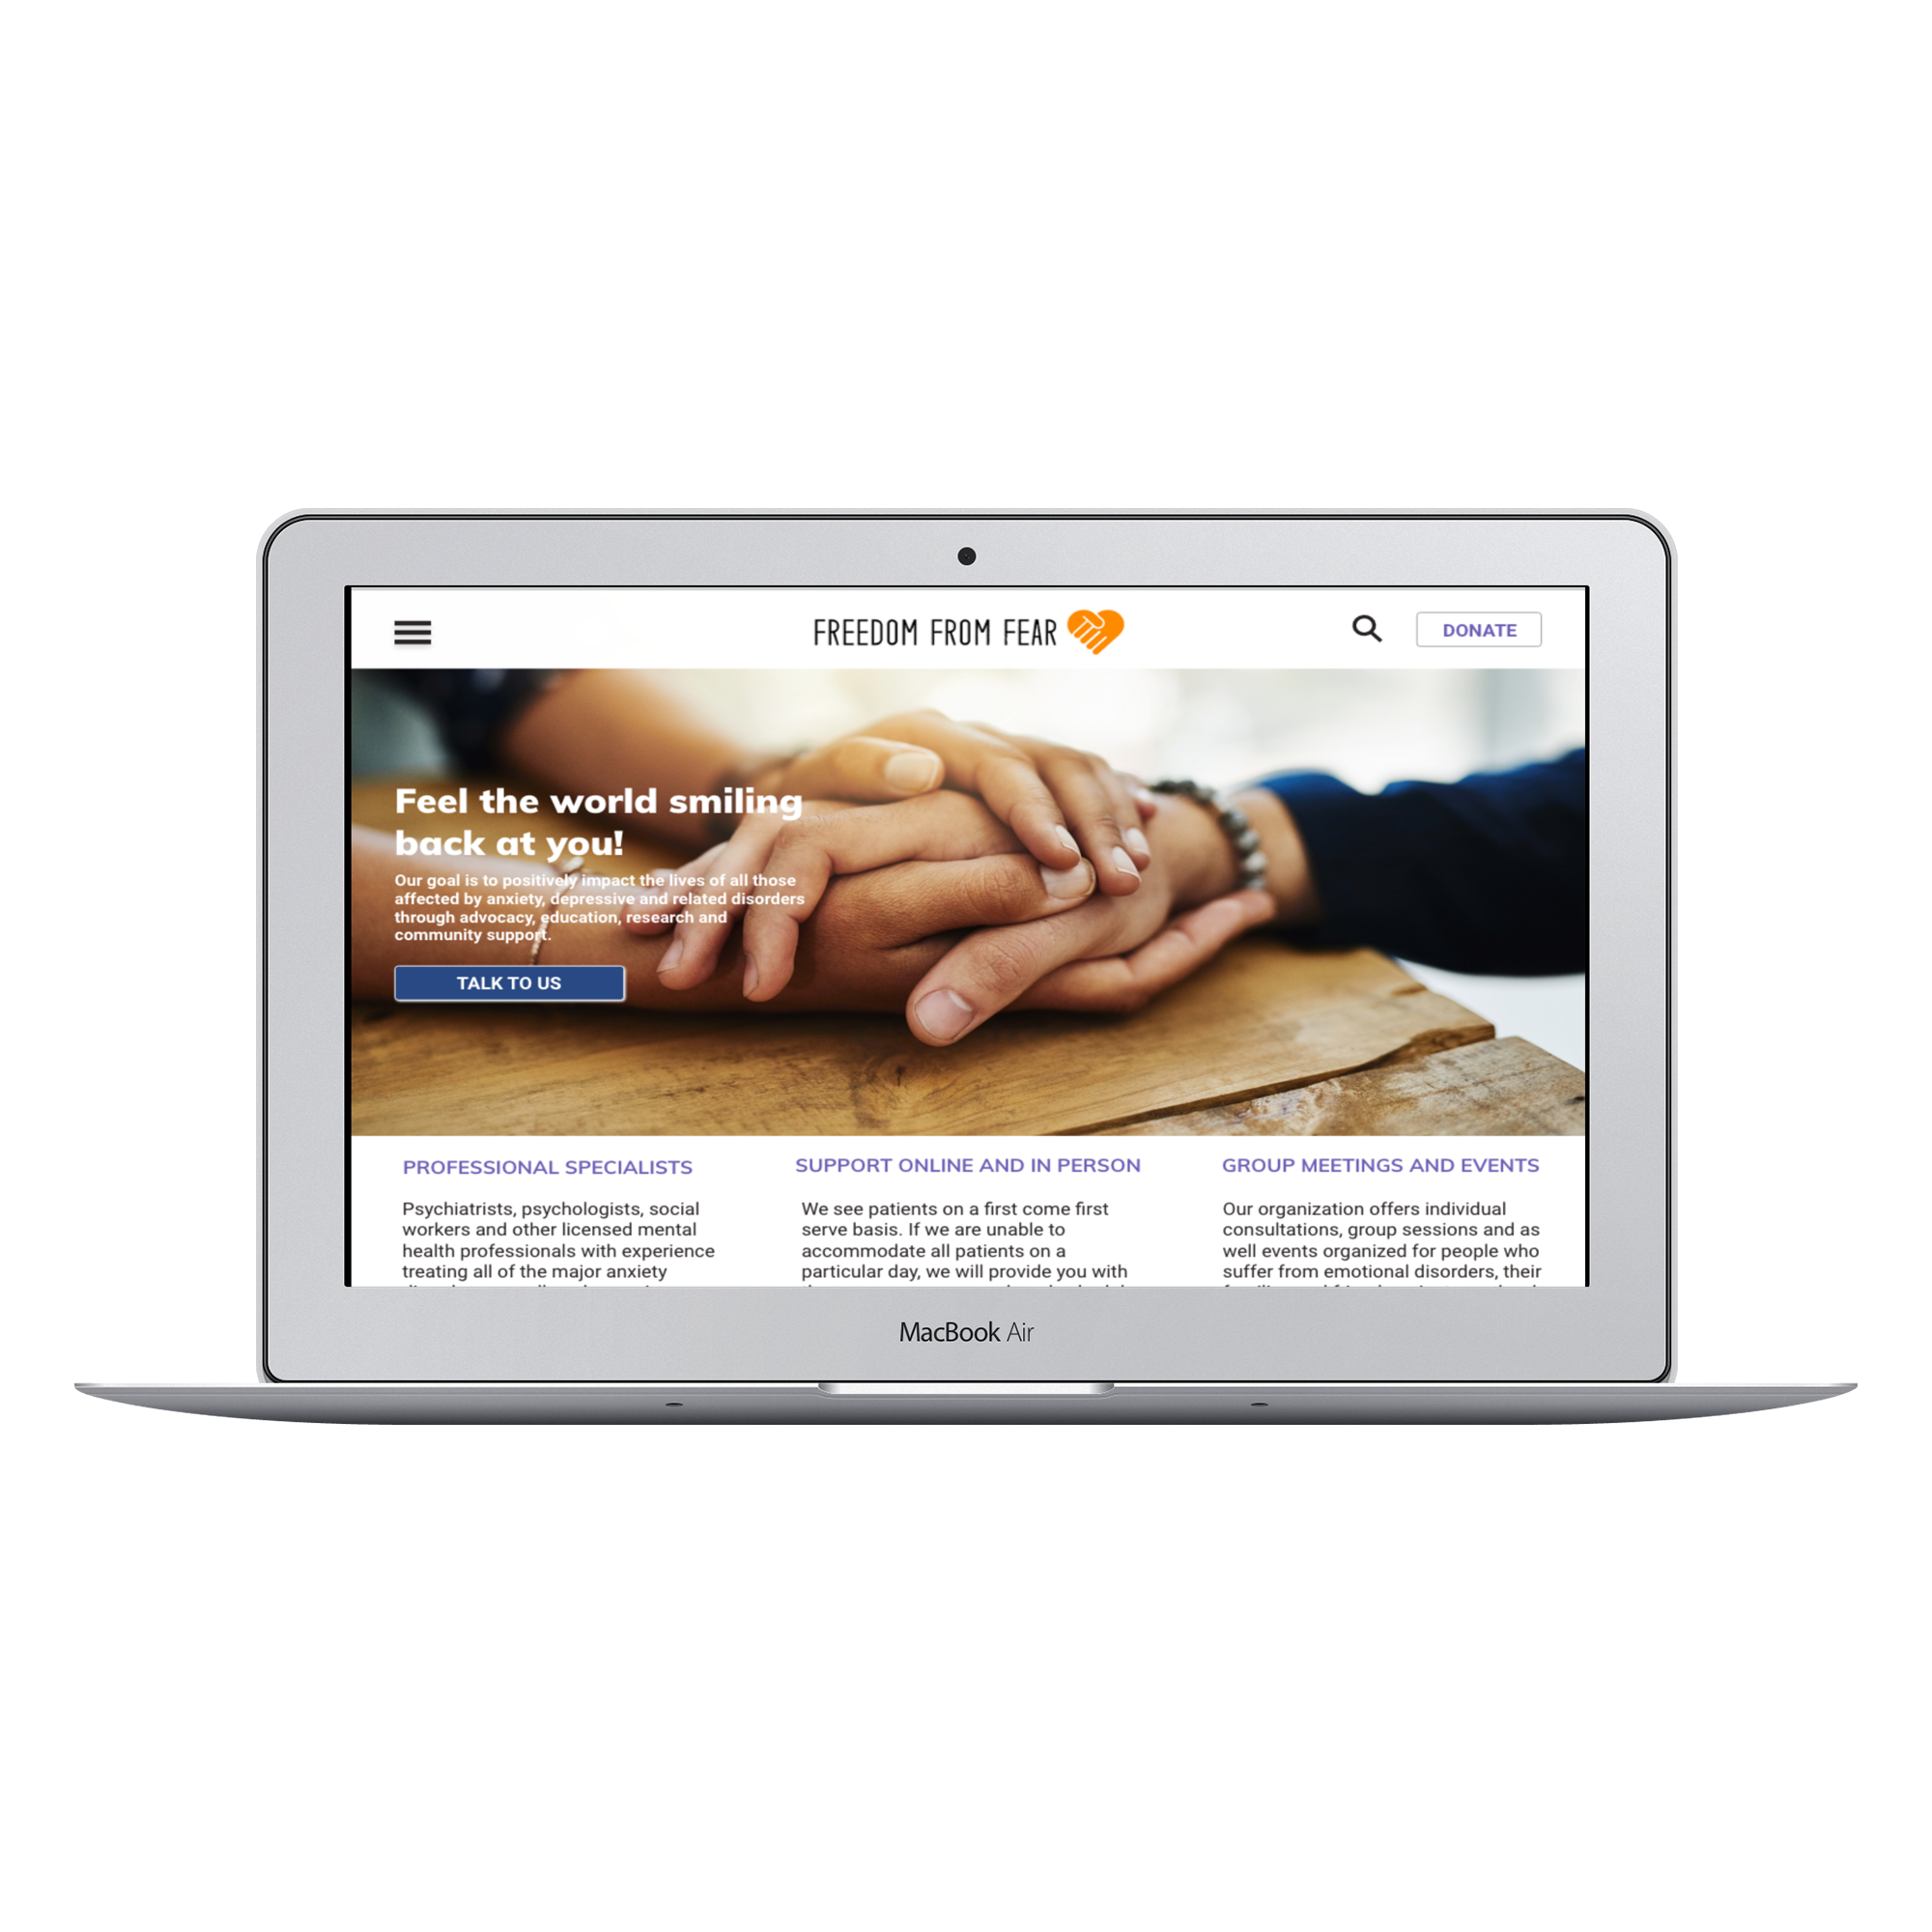 FREEDOM FROM FEAR
DONATE
Feel the world smiling
back at you!
Our goal is to positively impact the lives of all those
affected by anxiety, depressive and related disorders
through advocacy, education, research and
community support.
TALK TO US
PROFESSIONAL SPECIALISTS
Psychiatrists, psychologists, social
workers and other licensed mental
health professionals with experience
treating all of the major anxiety
SUPPORT ONLINE AND IN PERSON
We see patients on a first come first
serve basis. If we are unable to
accommodate all patients on a
particular day, we will provide you with
GROUP MEETINGS AND EVENTS
Our organization offers individual
consultations, group sessions and as
well events organized for people who
suffer from emotional disorders, their
MacBook Air